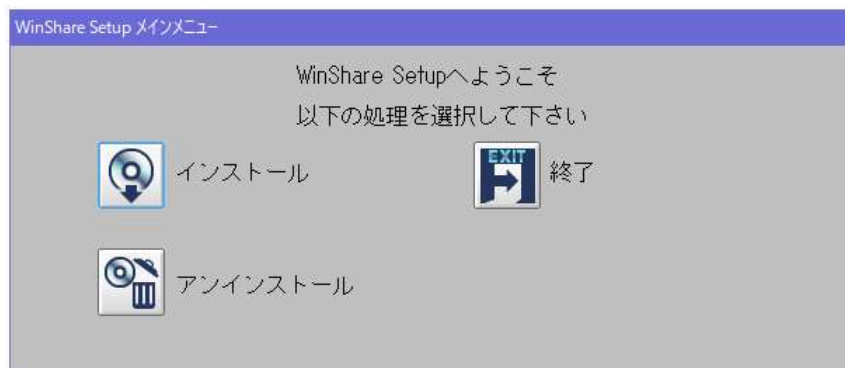 WinShare Setup メインメニュー
WinShare Setupへようこそ
以下の処理を選択して下さい
インストール
EXIT
終了
アンインストール